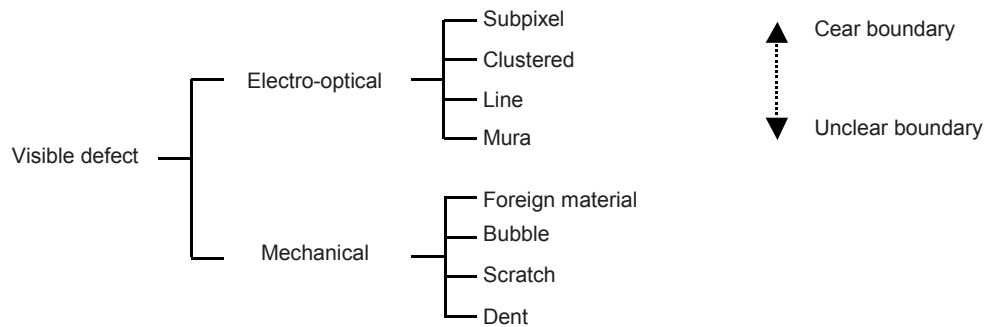 Subpixel
Cear boundary
Clustered
Electro-optical
Line
Unclear boundary
Mura
Visible defect
Foreign material
Bubble
Mechanical
Scratch
Dent